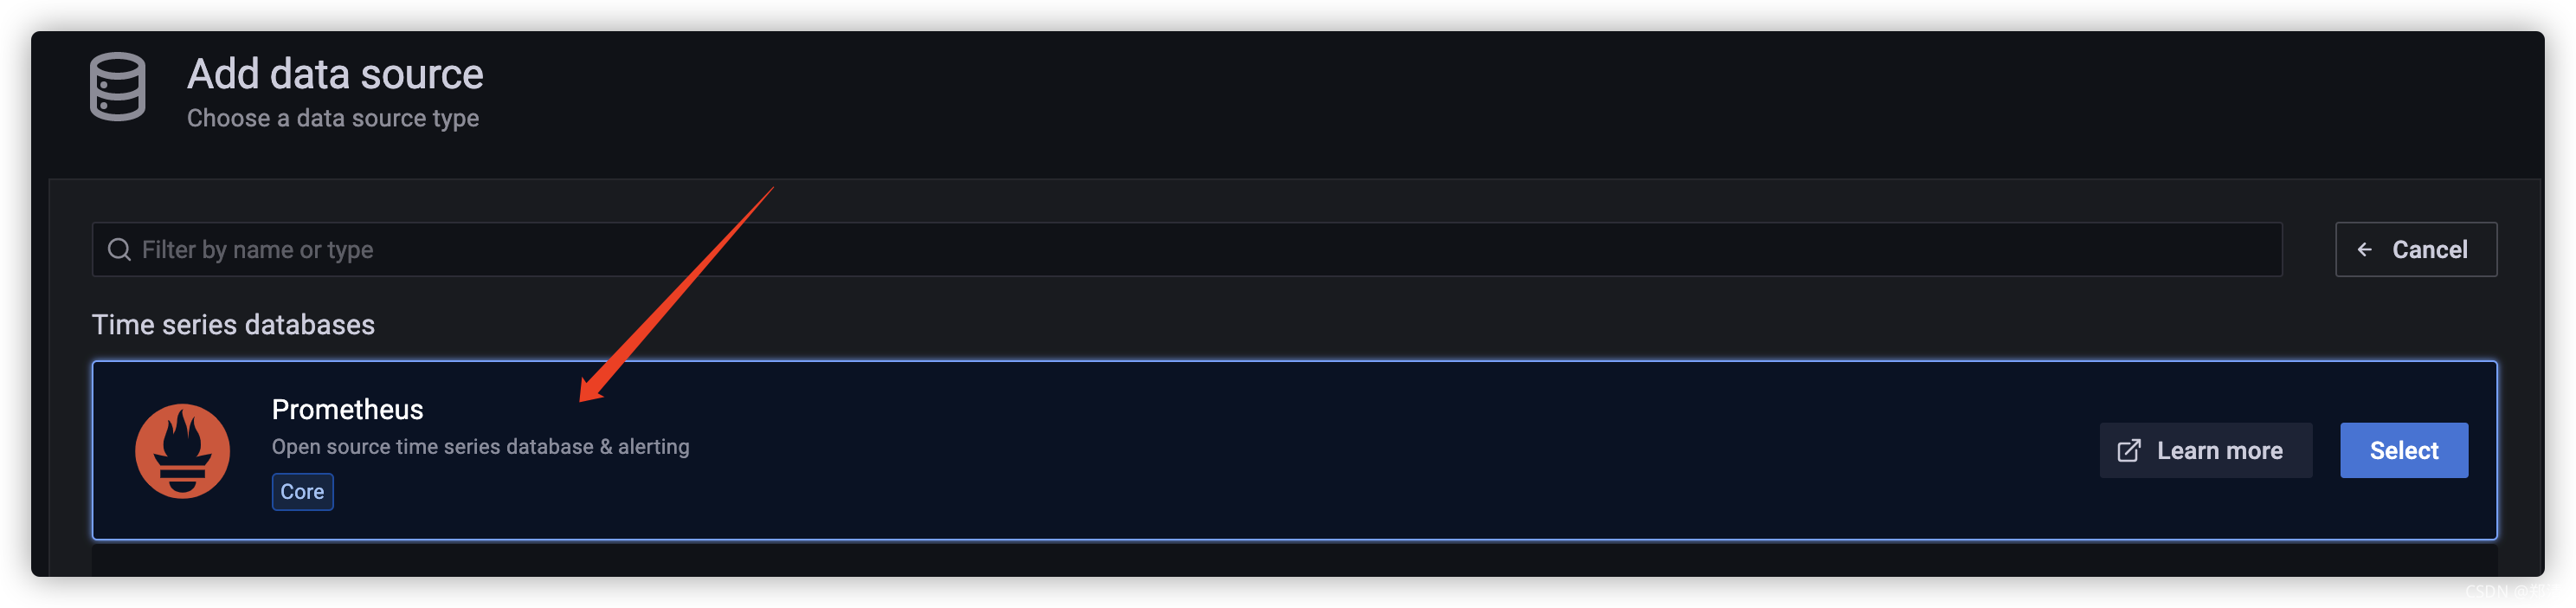 Add data source
Choose a data source type
Filter by name or type
Cancel
Time series databases
Prometheus
Open source time series database & alerting
Core
Learn more
Select